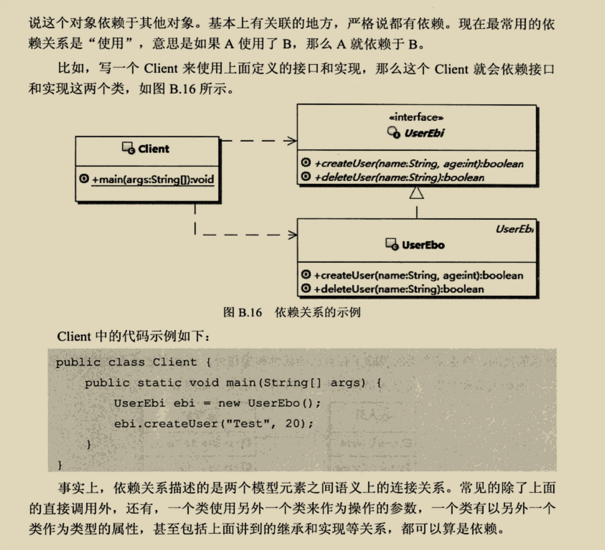 说这个对象依赖于其他对象。基本上有关联的地方，严格说都有依赖。现在最常用的依
赖关系是“使用”，意思是如果 A 使用了 B，那么 A 就依赖于 B。
比如，写一个 Client 来使用上面定义的接口和实现，那么这个 Client 就会依赖接口
和实现这两个类，如图 B.16 所示。
«interface»
UserEbi
+createUser(name:String, age:int):boolean
+deleteUser(name:String):boolean
Client
+main(args:String[]):void
UserEbi
UserEbo
+createUser(name:String, age:int):boolean
+deleteUser(name:String):boolean
图 B.16 依赖关系的示例
Client 中的代码示例如下：
public class Client {
public static void main(String[] args) {
UserEbi ebi = new UserEbo();
ebi.createUser("Test", 20);
}
}
事实上，依赖关系描述的是两个模型元素之间语义上的连接关系。常见的除了上面
的直接调用外，还有，一个类使用另外一个类来作为操作的参数，一个类有以另外一个
类作为类型的属性，甚至包括上面讲到的继承和实现等关系，都可以算是依赖。